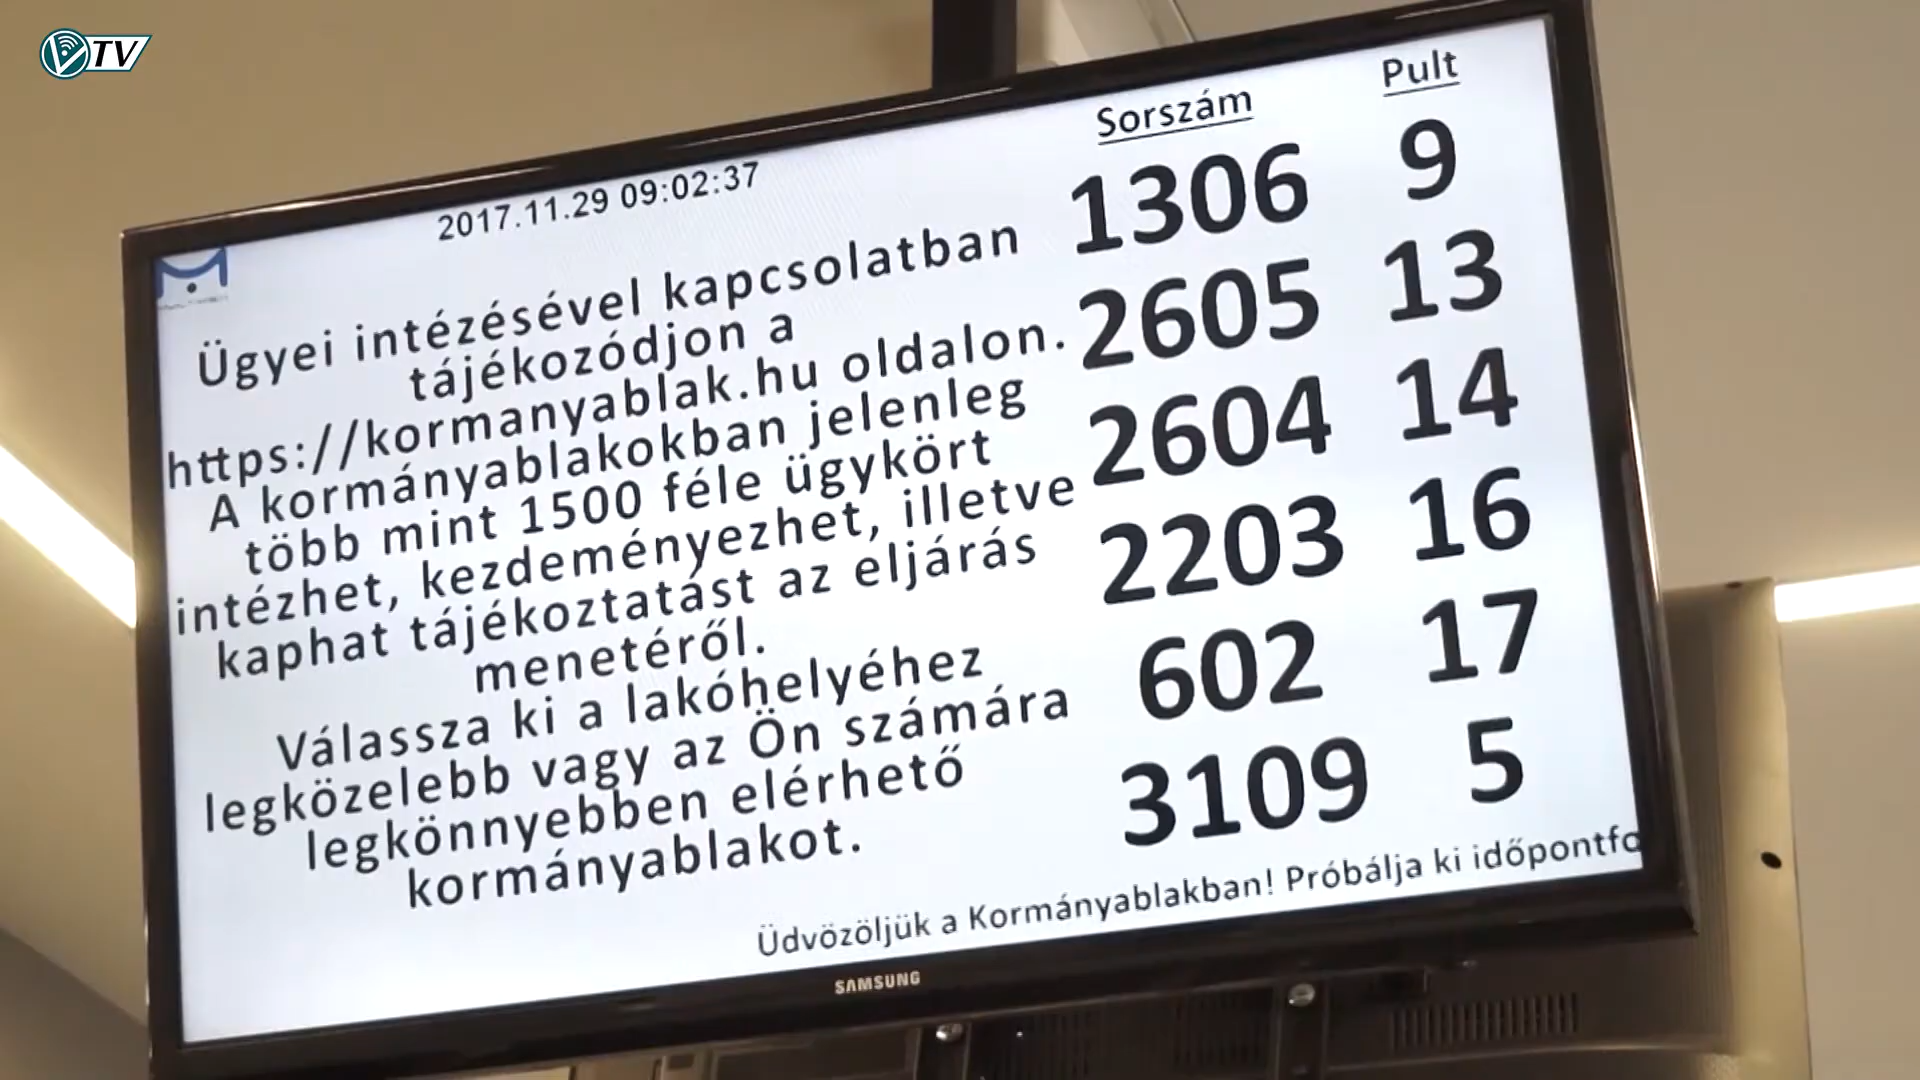 VTV
2017.11.29 09:02:37
Ügyei intézésével kapcsolatban
tájékozódjon a
https://kormanyablak.hu oldalon.
A kormányablakokban jelenleg
több mint 1500 féle ügykört
intézhet, kezdeményezhet, illetve
kaphat tájékoztatást az eljárás
menetéről.
Válassza ki a lakóhelyéhez
legközelebb vagy az Ön számára
legkönnyebben elérhető
kormányablakot.
Sorszám Pult
1306 9
2605 13
2604 14
2203 16
602 17
3109 5
Üdvözöljük a Kormányablakban! Próbálja ki időpontfo
SAMSUNG